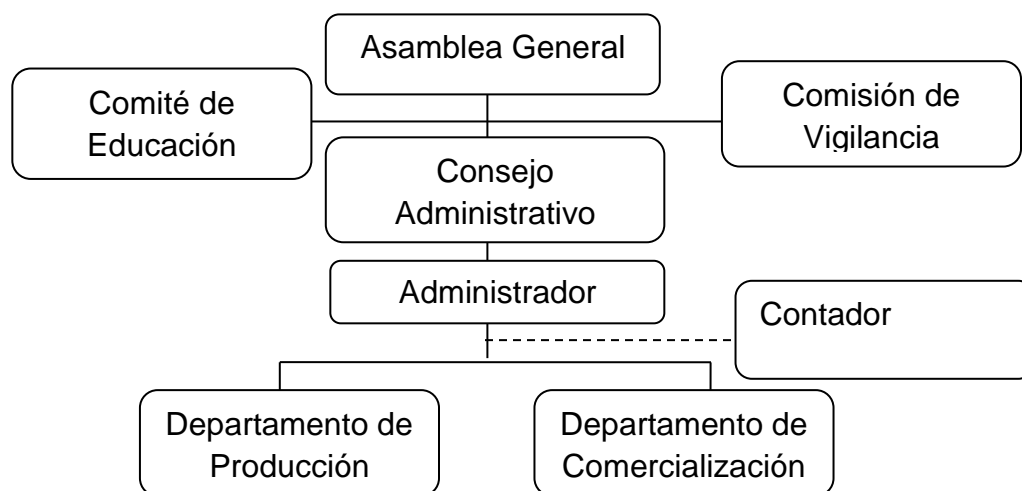 Asamblea General
Comité de
Educación
Comisión de
Vigilancia
Consejo
Administrativo
Administrador
Contador
Departamento de
Producción
Departamento de
Comercialización